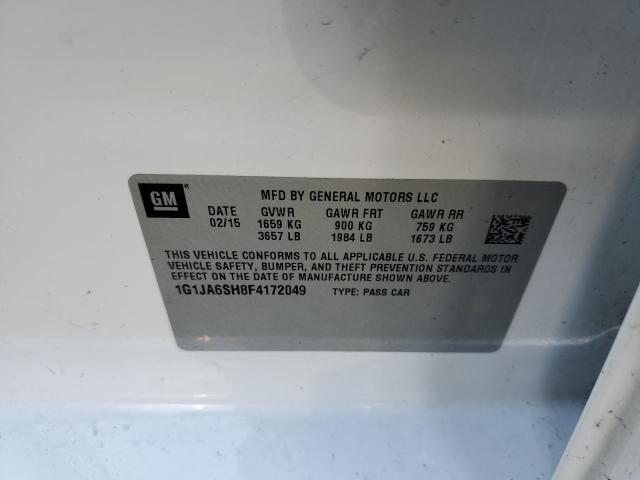 GM
MFD BY GENERAL MOTORS LLC
DATE GVWR GAWR FRT GAWR RR
02/15 1659 KG 900 KG 759 KG
3657 LB 1984 LB 1673 LB
THIS VEHICLE CONFORMS TO ALL APPLICABLE U.S. FEDERAL MOTOR
VEHICLE SAFETY, BUMPER, AND THEFT PREVENTION STANDARDS IN
EFFECT ON THE DATE OF MANUFACTURE SHOWN ABOVE.
1G1JA6SH8F4172049 TYPE: PASS CAR